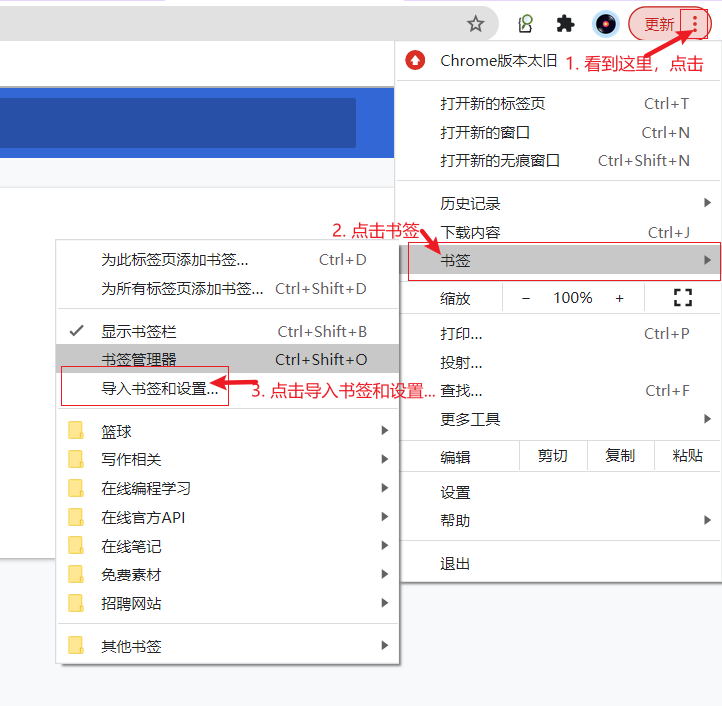 更新
Chrome版本太旧
1. 看到这里，点击
打开新的标签页 Ctrl+T
打开新的窗口 Ctrl+N
打开新的无痕窗口 Ctrl+Shift+N
历史记录
2. 点击书签
下载内容 Ctrl+J
书签
为此标签页添加书签... Ctrl+D
为所有标签页添加书签... Ctrl+Shift+D
显示书签栏 Ctrl+Shift+B
书签管理器 Ctrl+Shift+O
导入书签和设置...
3. 点击导入书签和设置...
篮球
写作相关
在线编程学习
在线官方API
在线笔记
免费素材
招聘网站
其他书签
缩放 − 100% +
打印... Ctrl+P
投射...
查找... Ctrl+F
更多工具
编辑 剪切 复制 粘贴
设置
帮助
退出